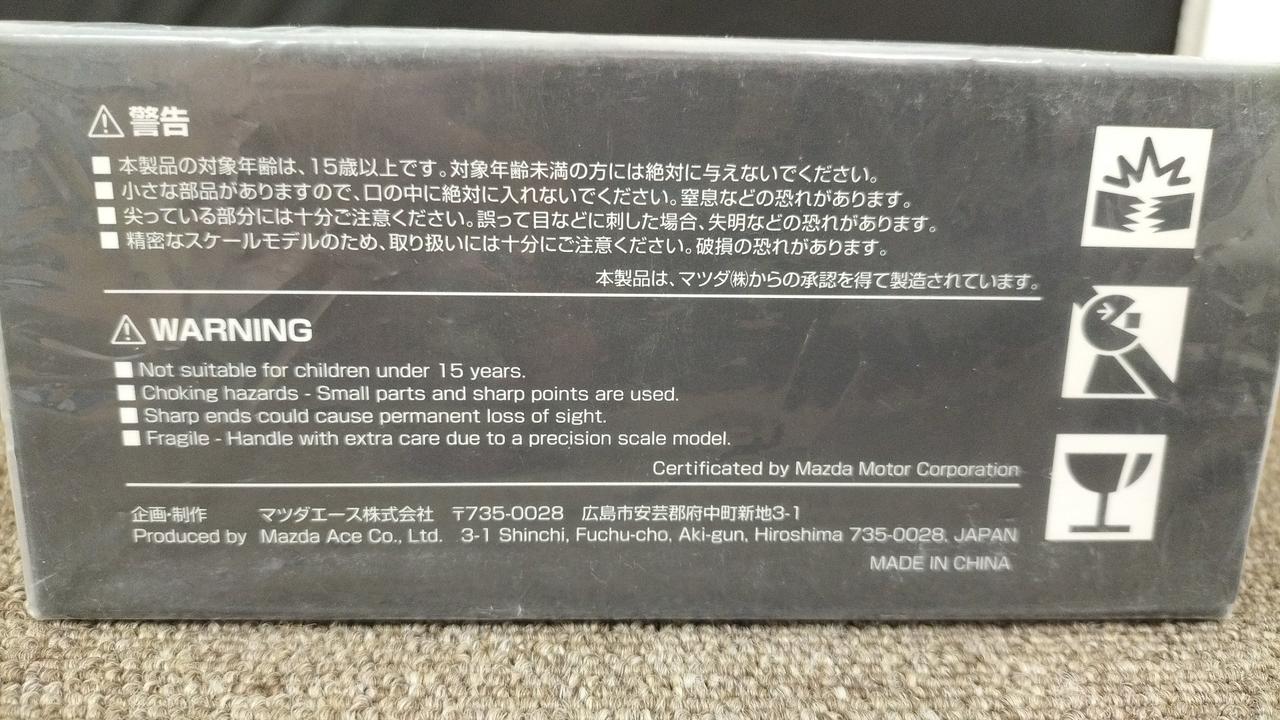 ⚠警告
■本製品の対象年齢は、15歳以上です。対象年齢未満の方には絶対に与えないでください。
■小さな部品がありますので、口の中に絶対に入れないでください。窒息などの恐れがあります。
■尖っている部分には十分ご注意ください。誤って目などに刺した場合、失明などの恐れがあります。
■精密なスケールモデルのため、取り扱いには十分にご注意ください。破損の恐れがあります。
本製品は、マツダ㈱からの承認を得て製造されています。
⚠WARNING
■Not suitable for children under 15 years.
■Choking hazards - Small parts and sharp points are used.
■Sharp ends could cause permanent loss of sight.
■Fragile - Handle with extra care due to a precision scale model.
Certificated by Mazda Motor Corporation
企画・制作 マツダエース株式会社 〒735-0028 広島市安芸郡府中町新地3-1
Produced by Mazda Ace Co., Ltd. 3-1 Shinchi, Fuchu-cho, Aki-gun, Hiroshima 735-0028, JAPAN
MADE IN CHINA